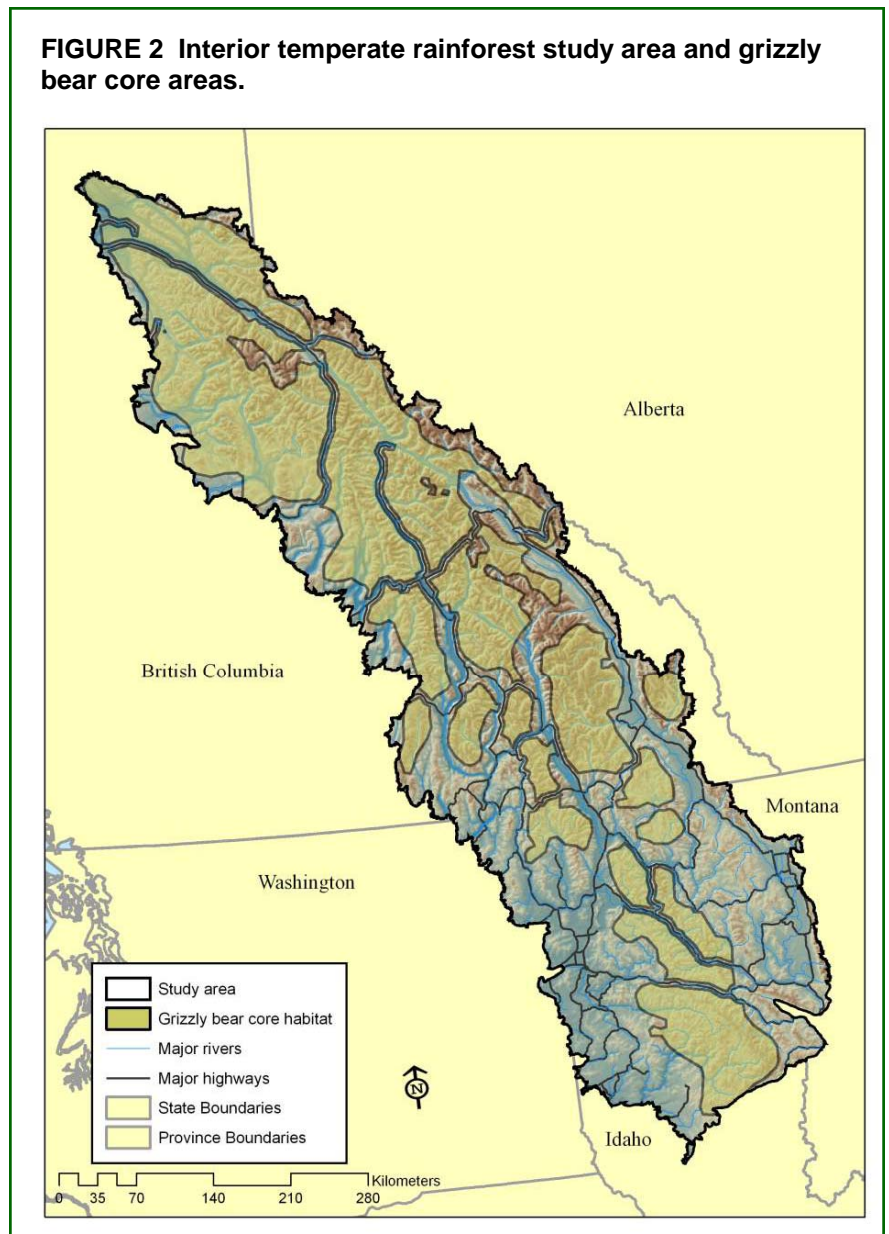 FIGURE 2 Interior temperate rainforest study area and grizzly
bear core areas.
Alberta
British Columbia
Montana
Washington
Study area
Grizzly bear core habitat
Major rivers
Major highways
State Boundaries
Province Boundaries
N
Idaho
Kilometers
0 35 70 140 210 280